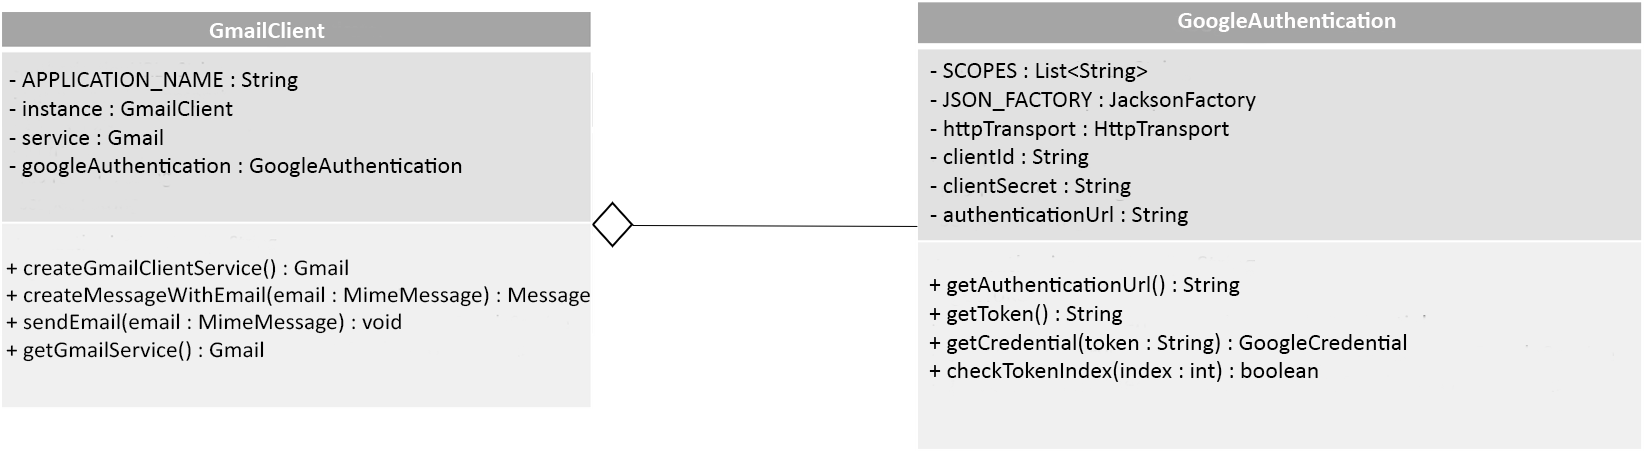 GmailClient
- APPLICATION_NAME : String
- instance : GmailClient
- service : Gmail
- googleAuthentication : GoogleAuthentication
+ createGmailClientService() : Gmail
+ createMessageWithEmail(email : MimeMessage) : Message
+ sendEmail(email : MimeMessage) : void
+ getGmailService() : Gmail
GoogleAuthentication
- SCOPES : List<String>
- JSON_FACTORY : JacksonFactory
- httpTransport : HttpTransport
- clientId : String
- clientSecret : String
- authenticationUrl : String
+ getAuthenticationUrl() : String
+ getToken() : String
+ getCredential(token : String) : GoogleCredential
+ checkTokenIndex(index : int) : boolean